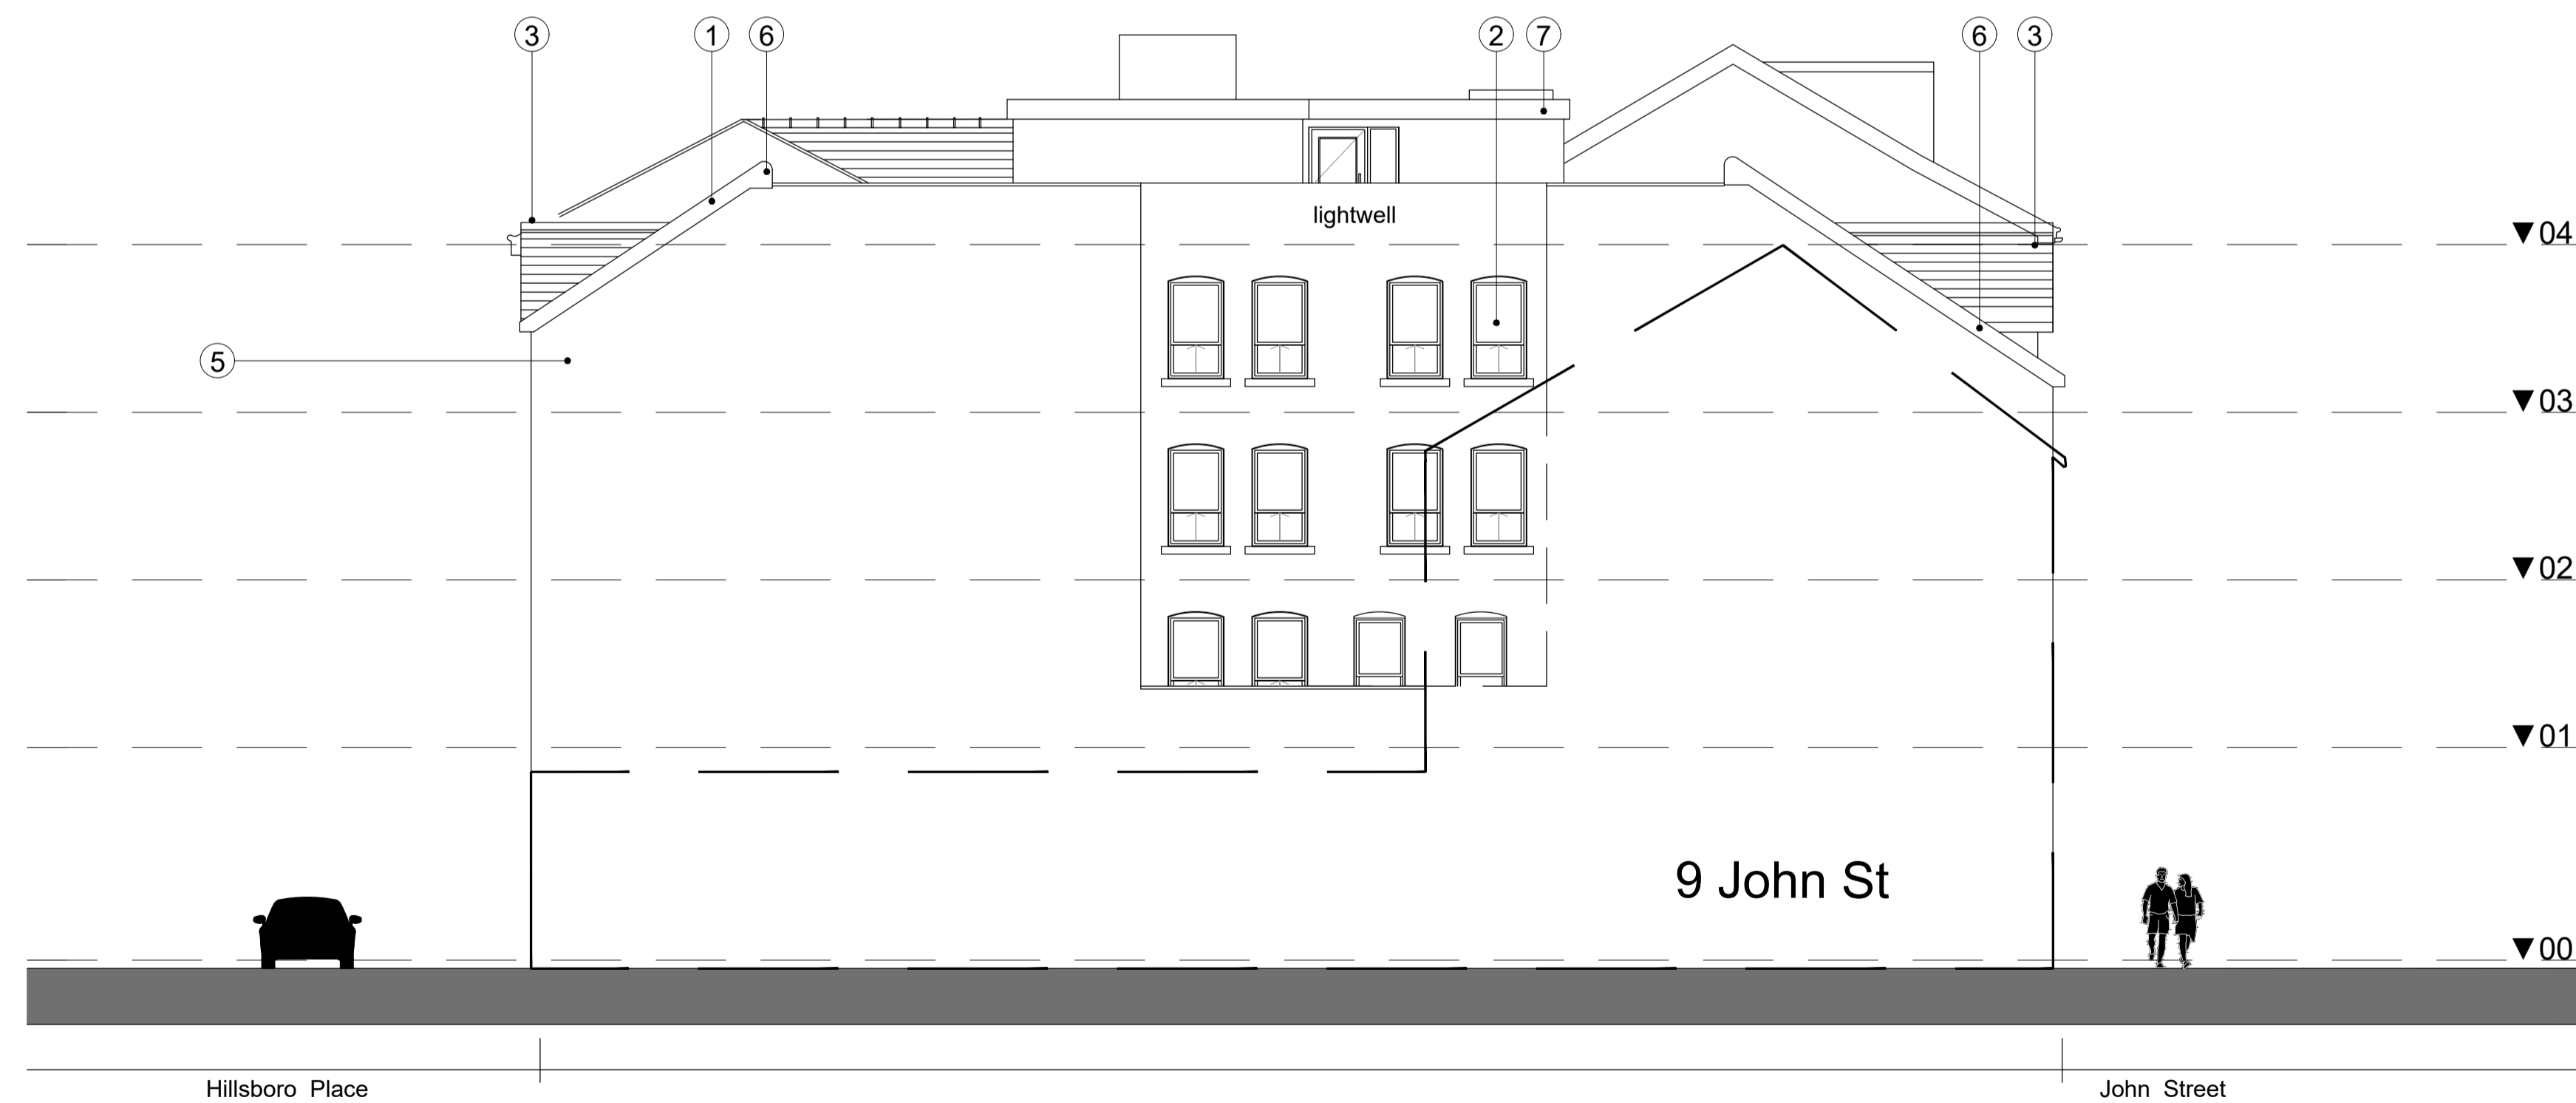 3 1 6 2 7 6 3
lightwell
▼04
5
▼03
▼02
▼01
9 John St
▼00
Hillsboro Place
John Street